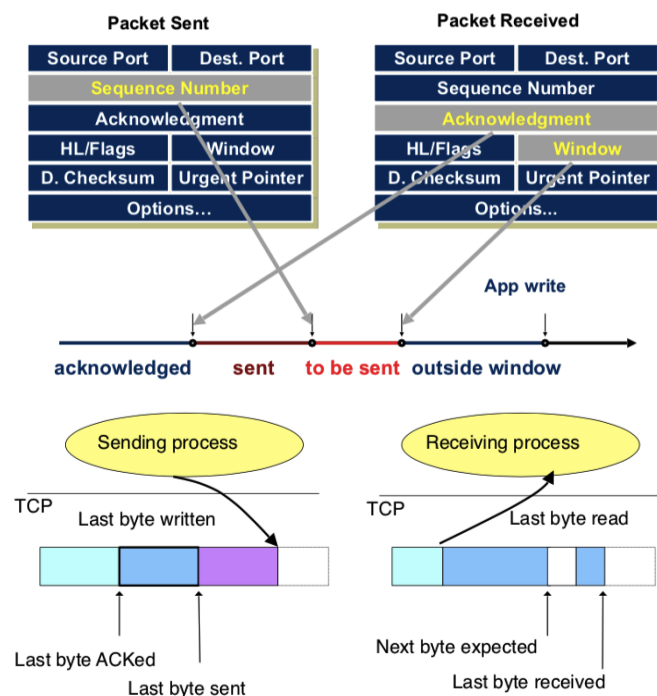 Packet Sent
Packet Received
Source Port Dest. Port
Source Port Dest. Port
Sequence Number
Sequence Number
Acknowledgment
Acknowledgment
HL/Flags Window
HL/Flags Window
D. Checksum Urgent Pointer
D. Checksum Urgent Pointer
Options...
Options...
App write
acknowledged sent to be sent outside window
Sending process
Receiving process
TCP
TCP
Last byte written
Last byte read
Last byte ACKed
Next byte expected
Last byte sent
Last byte received